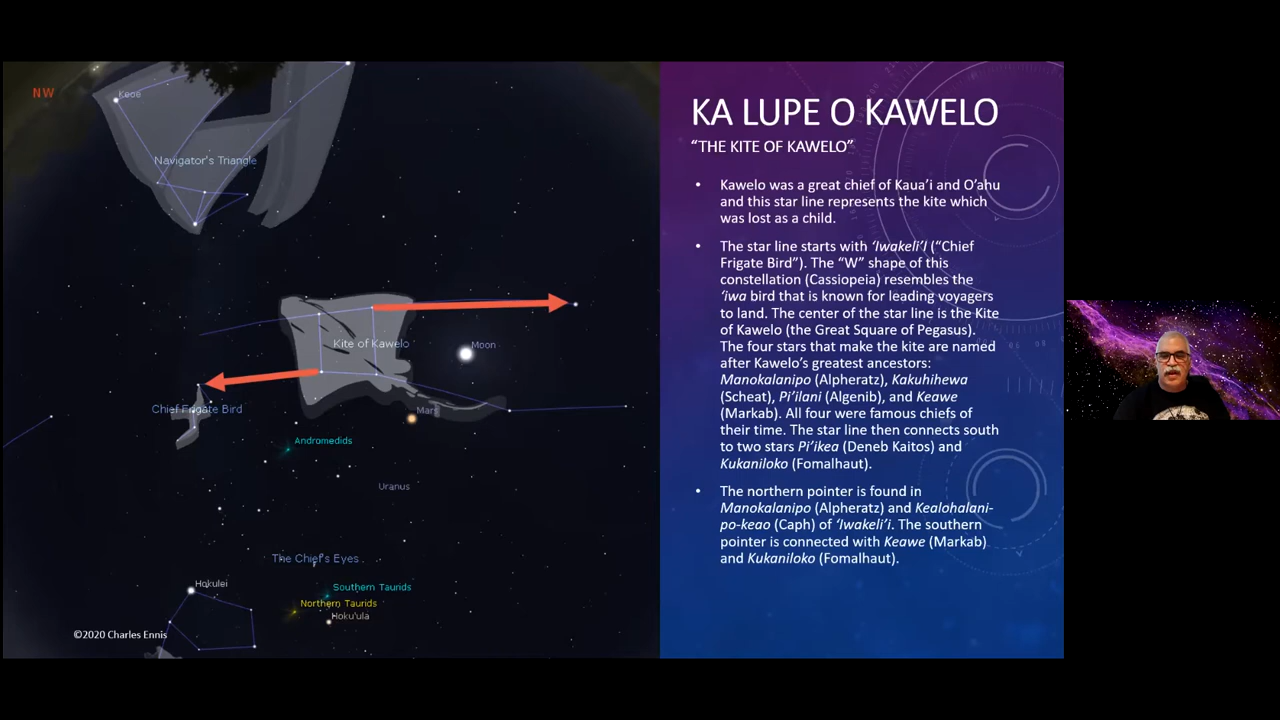 NW
Keoe
Navigator's Triangle
Kite of Kawelo
Moon
Chief Frigate Bird
Mars
Andromedids
Uranus
The Chief's Eyes
Southern Taurids
Hokulei
Northern Taurids
Hoku'ula
©2020 Charles Ennis
KA LUPE O KAWELO
“THE KITE OF KAWELO”
• Kawelo was a great chief of Kaua’i and O’ahu
and this star line represents the kite which
was lost as a child.
• The star line starts with ‘Iwakeli’I (“Chief
Frigate Bird”). The “W” shape of this
constellation (Cassiopeia) resembles the
‘iwa bird that is known for leading voyagers
to land. The center of the star line is the Kite
of Kawelo (the Great Square of Pegasus).
The four stars that make the kite are named
after Kawelo’s greatest ancestors:
Manokalanipo (Alpheratz), Kakuhihewa
(Scheat), Pi’ilani (Algenib), and Keawe
(Markab). All four were famous chiefs of
their time. The star line then connects south
to two stars Pi’ikea (Deneb Kaitos) and
Kukaniloko (Fomalhaut).
• The northern pointer is found in
Manokalanipo (Alpheratz) and Kealohalani-
po-keao (Caph) of ‘Iwakeli’i. The southern
pointer is connected with Keawe (Markab)
and Kukaniloko (Fomalhaut).